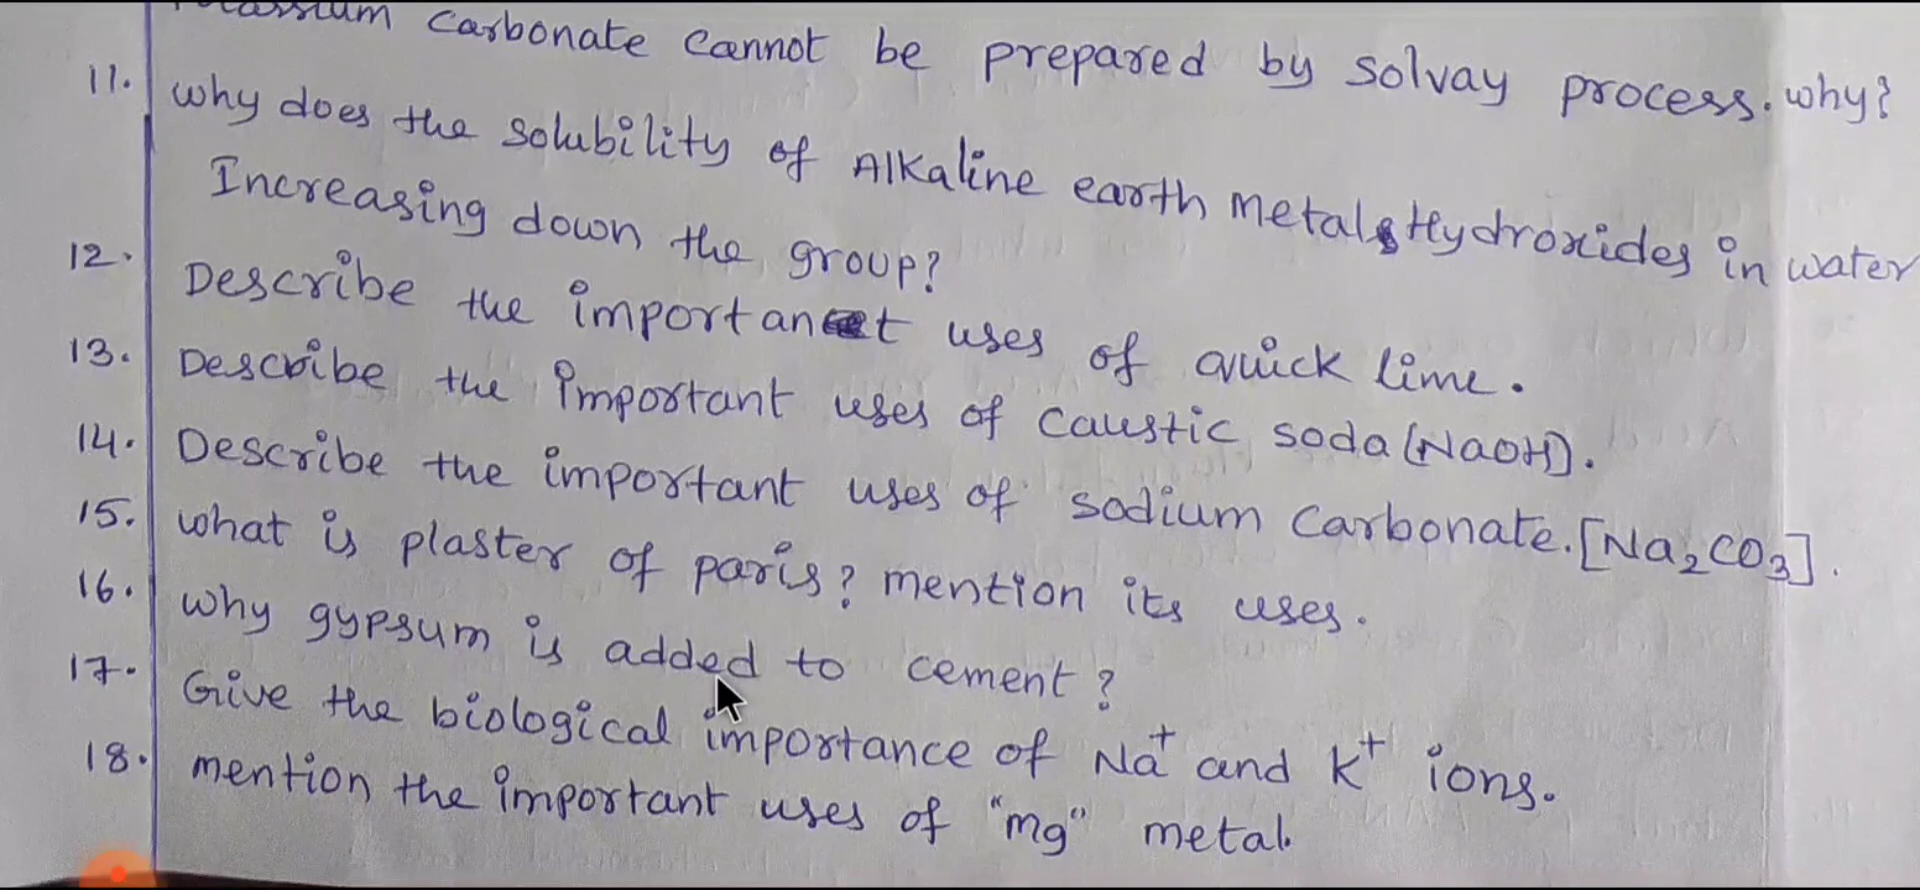 carbonate cannot be prepared by solvay process. why?
11. why does the solubility of Alkaline earth metals Hydroxides in water
Increasing down the group?
12. Describe the important uses of quick lime.
13. Describe the important uses of caustic soda (NaOH).
14. Describe the important uses of sodium carbonate. [Na₂CO₃].
15. what is plaster of paris? mention its uses.
16. why gypsum is added to cement?
17. Give the biological importance of Na⁺ and K⁺ ions.
18. mention the important uses of "mg" metal.